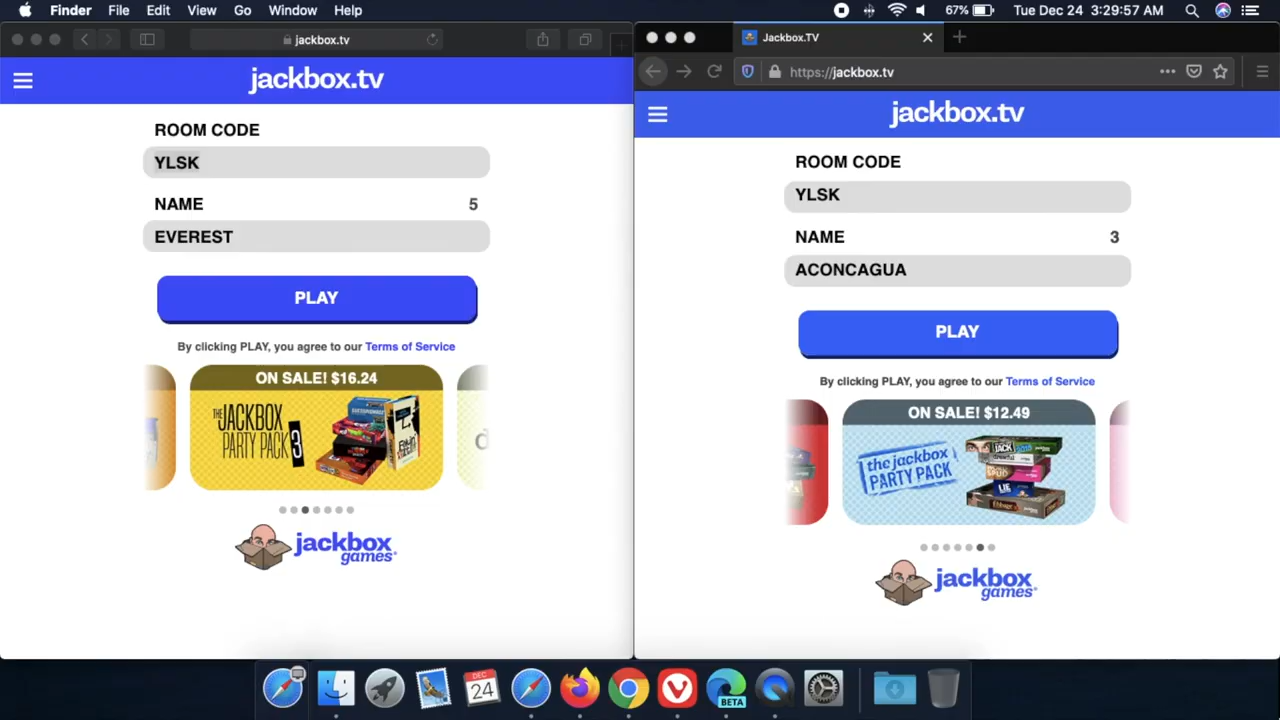 Finder File Edit View Go Window Help 67% Tue Dec 24 3:29:57 AM
jackbox.tv
jackbox.tv
ROOM CODE
YLSK
NAME 5
EVEREST
PLAY
By clicking PLAY, you agree to our Terms of Service
ON SALE! $16.24
THE JACKBOX
PARTY PACK 3
jackbox
games
Jackbox.TV
https://jackbox.tv
jackbox.tv
ROOM CODE
YLSK
NAME 3
ACONCAGUA
PLAY
By clicking PLAY, you agree to our Terms of Service
ON SALE! $12.49
the jackbox
PARTY PACK
jackbox
games
DEC
24
BETA